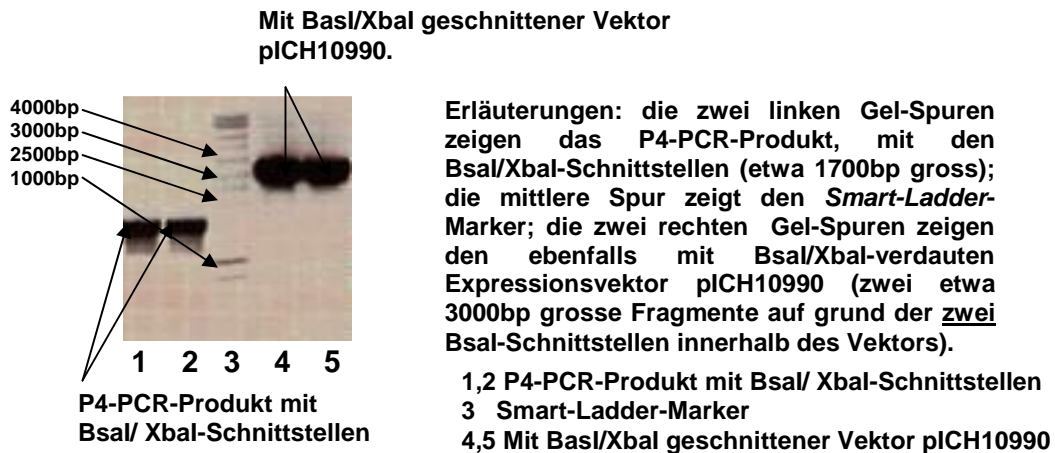 Mit BasI/XbaI geschnittener Vektor
pICH10990.
4000bp
3000bp
2500bp
1000bp
1 2 3 4 5
P4-PCR-Produkt mit
BsaI/ XbaI-Schnittstellen
Erläuterungen: die zwei linken Gel-Spuren
zeigen das P4-PCR-Produkt, mit den
BsaI/XbaI-Schnittstellen (etwa 1700bp gross);
die mittlere Spur zeigt den Smart-Ladder-
Marker; die zwei rechten Gel-Spuren zeigen
den ebenfalls mit BsaI/XbaI-verdauten
Expressionsvektor pICH10990 (zwei etwa
3000bp grosse Fragmente auf grund der zwei
BsaI-Schnittstellen innerhalb des Vektors).
1,2 P4-PCR-Produkt mit BsaI/ XbaI-Schnittstellen
3 Smart-Ladder-Marker
4,5 Mit BasI/XbaI geschnittener Vektor pICH10990